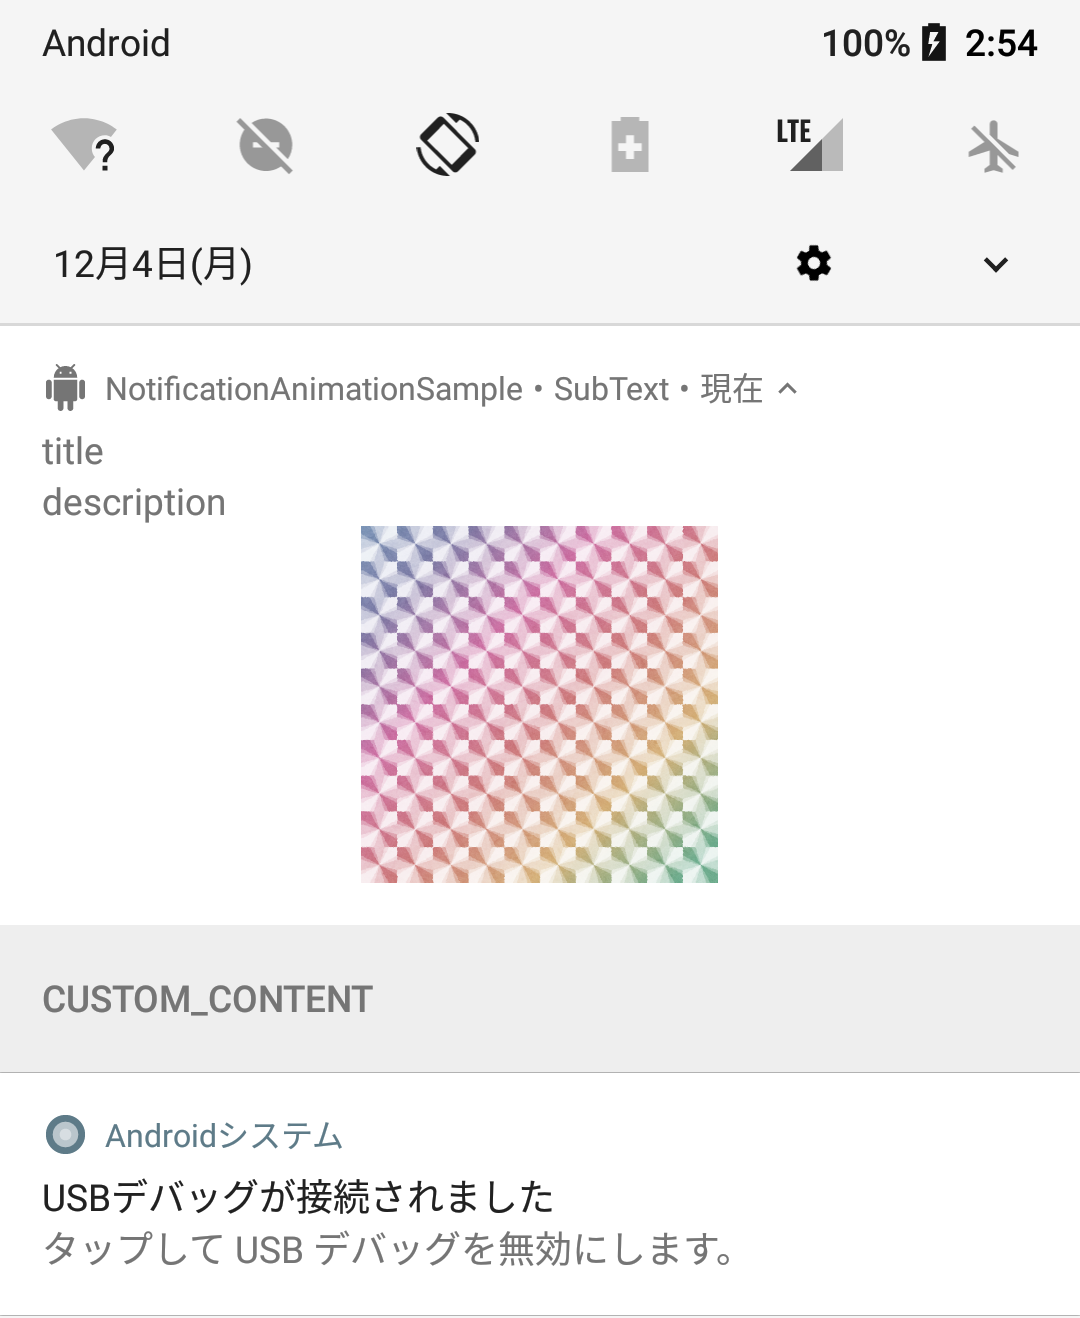 Android 100% 2:54
? LTE
12月4日(月)
NotificationAnimationSample • SubText • 現在
title
description
CUSTOM_CONTENT
Androidシステム
USBデバッグが接続されました
タップして USB デバッグを無効にします。